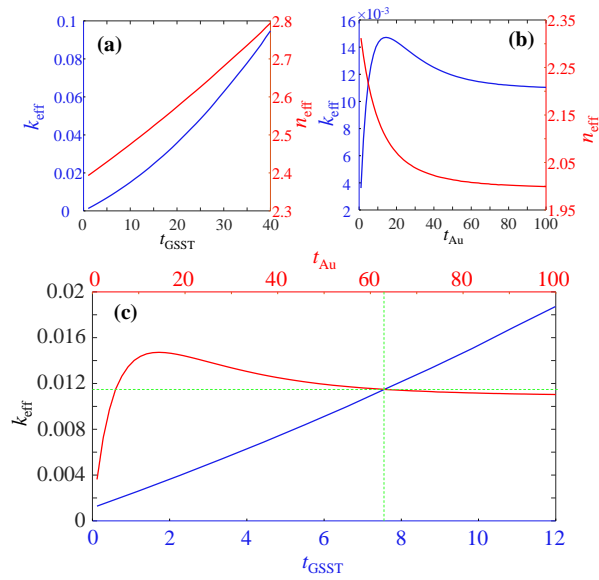 (a)
k_eff
0.1
0.08
0.06
0.04
0.02
0
n_eff
2.8
2.7
2.6
2.5
2.4
2.3
0 10 20 30 40
t_GSST
(b)
×10⁻³
k_eff
16
14
12
10
8
6
4
2
n_eff
2.35
2.25
2.15
2.05
1.95
0 20 40 60 80 100
t_Au
t_Au
0 20 40 60 80 100
(c)
k_eff
0.02
0.016
0.012
0.008
0.004
0
0 2 4 6 8 10 12
t_GSST